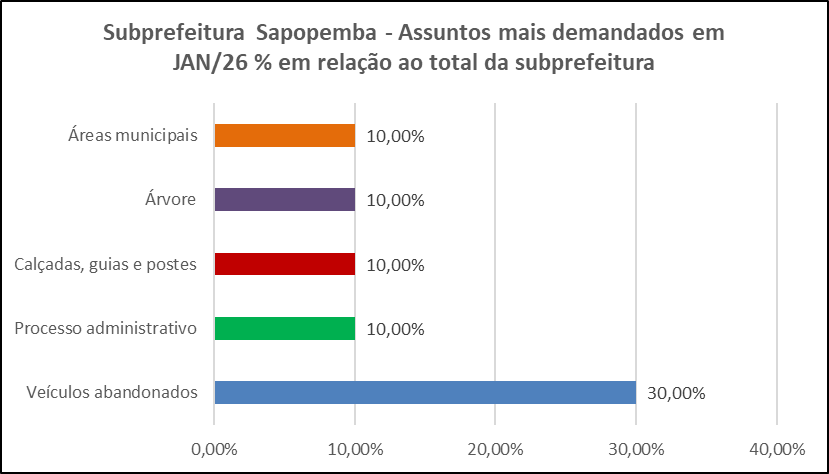 Subprefeitura Sapopemba - Assuntos mais demandados em
JAN/26 % em relação ao total da subprefeitura
Áreas municipais
10,00%
Árvore
10,00%
Calçadas, guias e postes
10,00%
Processo administrativo
10,00%
Veículos abandonados
30,00%
0,00%
10,00%
20,00%
30,00%
40,00%